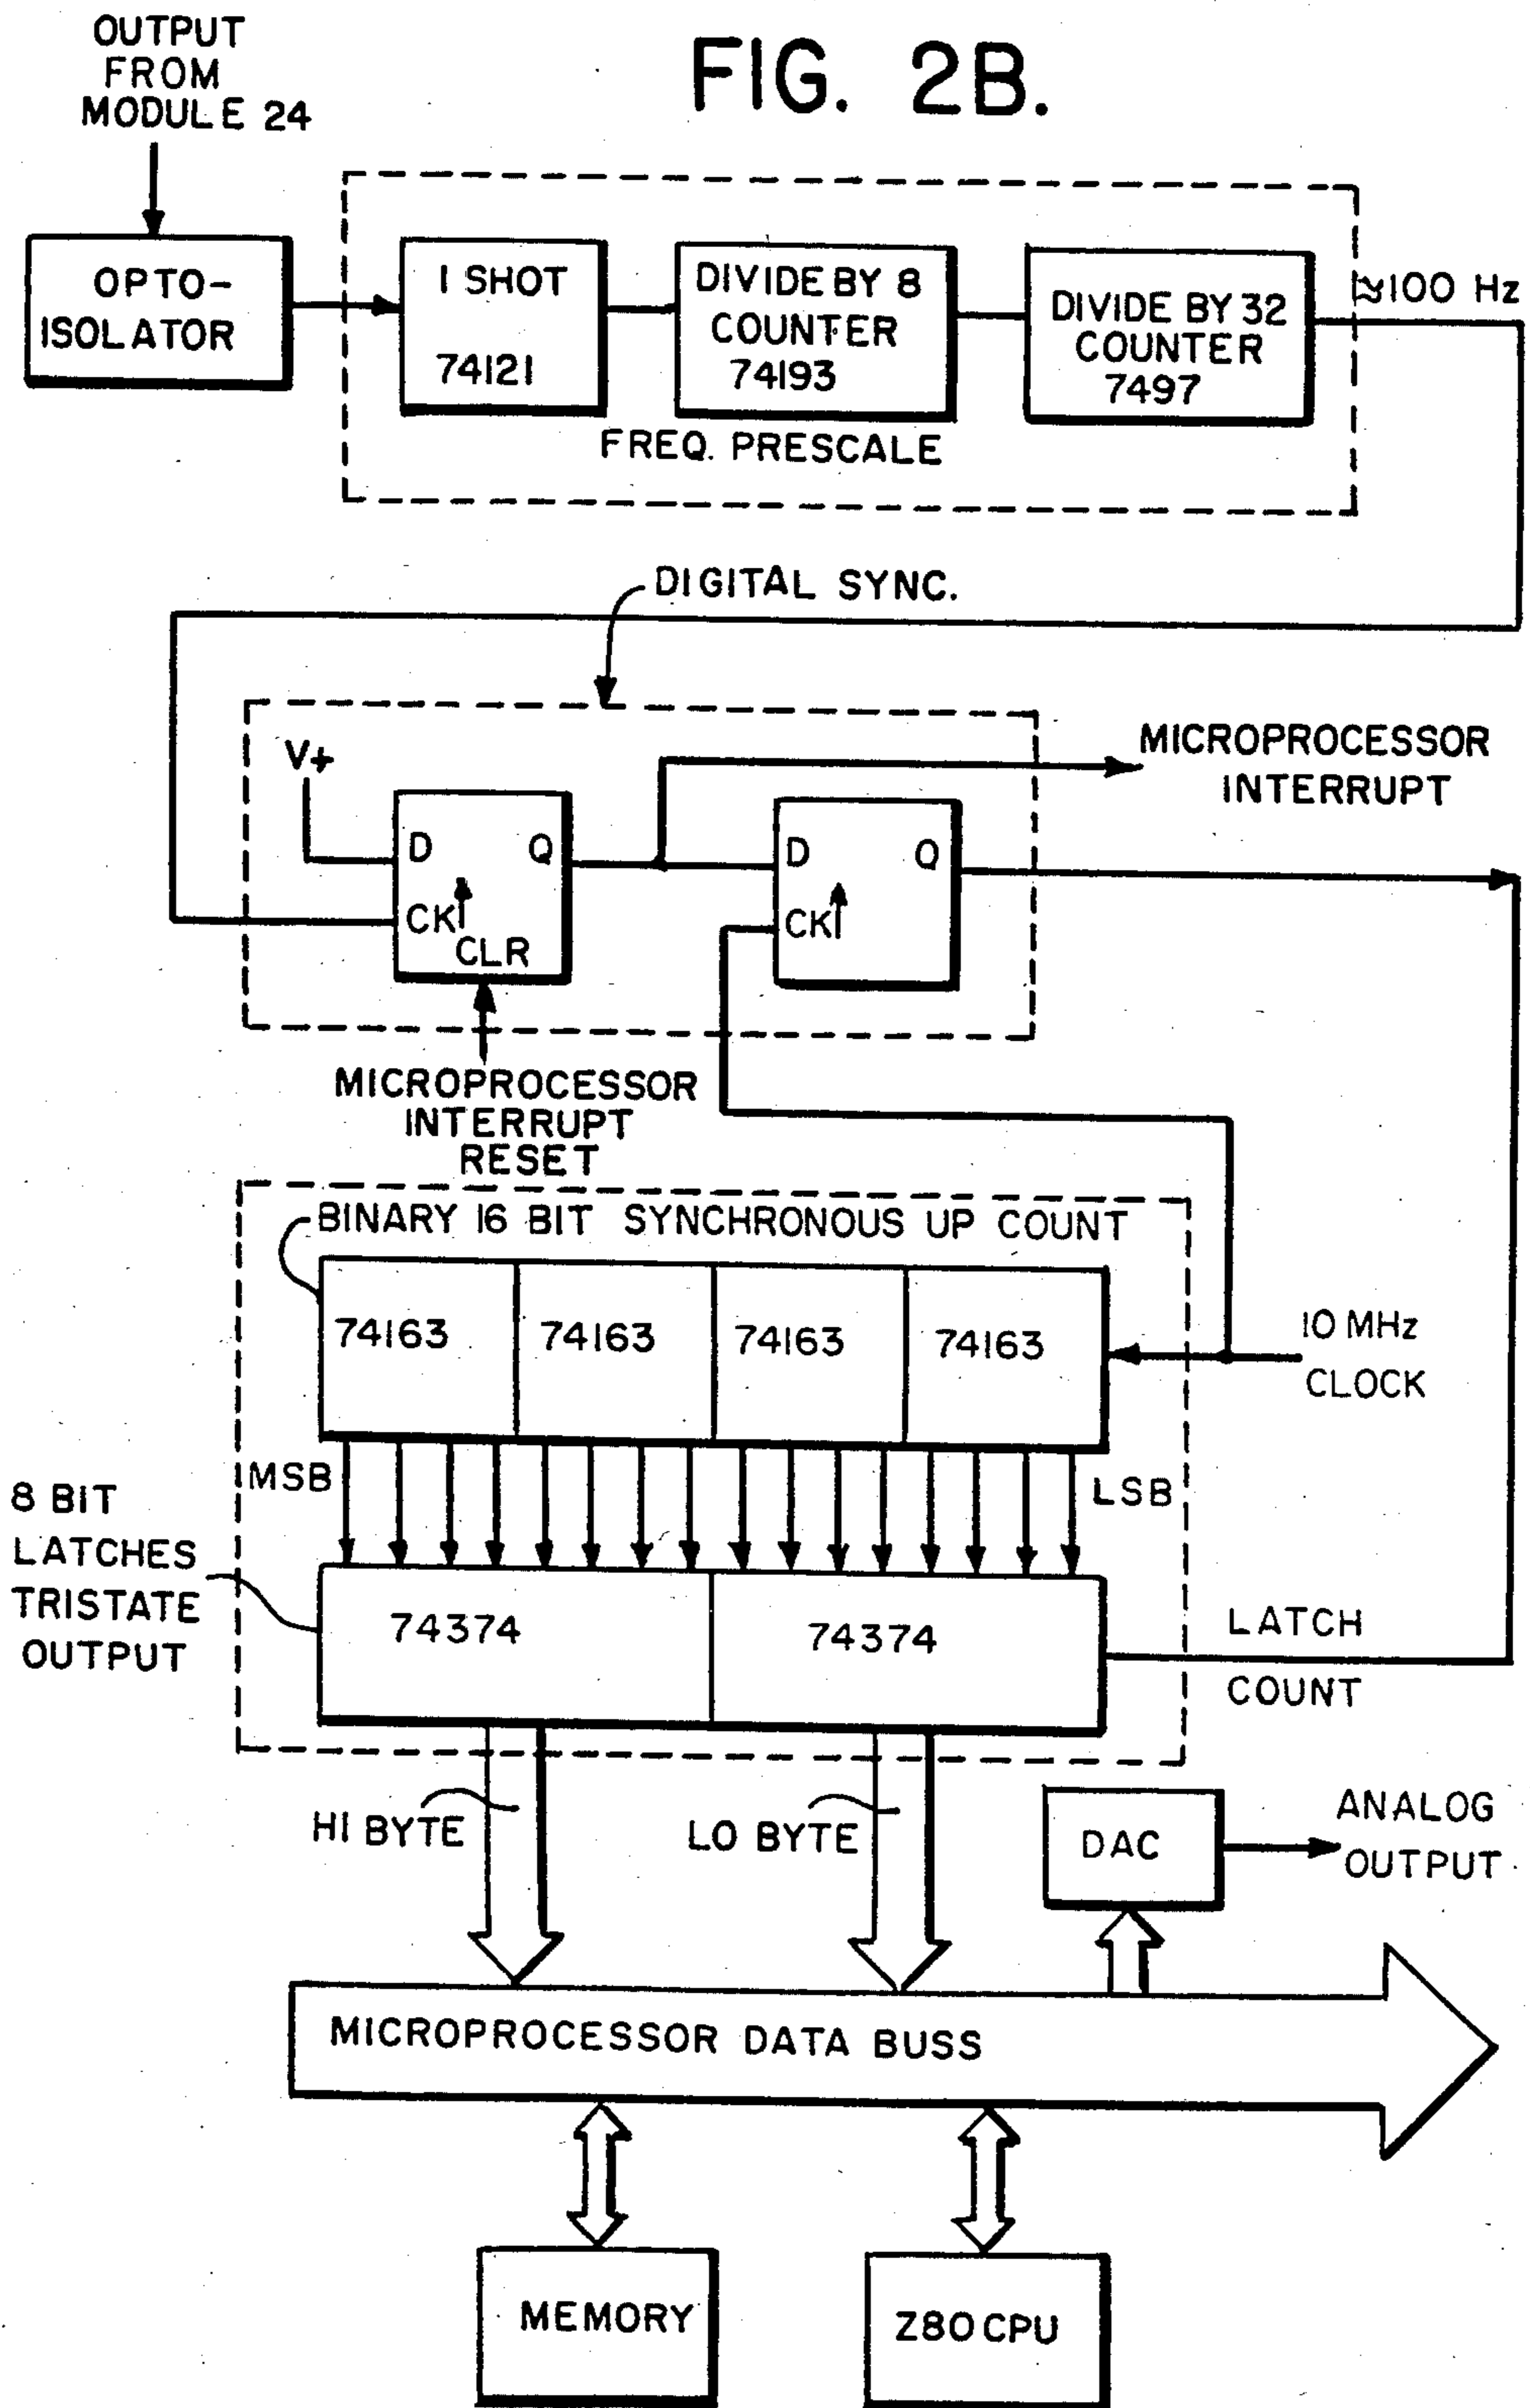 OUTPUT
FROM
MODULE 24
FIG. 2B.
OPTO-
ISOLATOR
1 SHOT
74121
DIVIDE BY 8
COUNTER
74193
DIVIDE BY 32
COUNTER
7497
≈100 Hz
FREQ. PRESCALE
DIGITAL SYNC.
V+
D
Q
CK
CLR
D
Q
CK
MICROPROCESSOR
INTERRUPT
MICROPROCESSOR
INTERRUPT
RESET
BINARY 16 BIT SYNCHRONOUS UP COUNT
74163
74163
74163
74163
10 MHz
CLOCK
MSB
LSB
8 BIT
LATCHES
TRISTATE
OUTPUT
74374
74374
LATCH
COUNT
HI BYTE
LO BYTE
DAC
ANALOG
OUTPUT
MICROPROCESSOR DATA BUSS
MEMORY
Z80 CPU